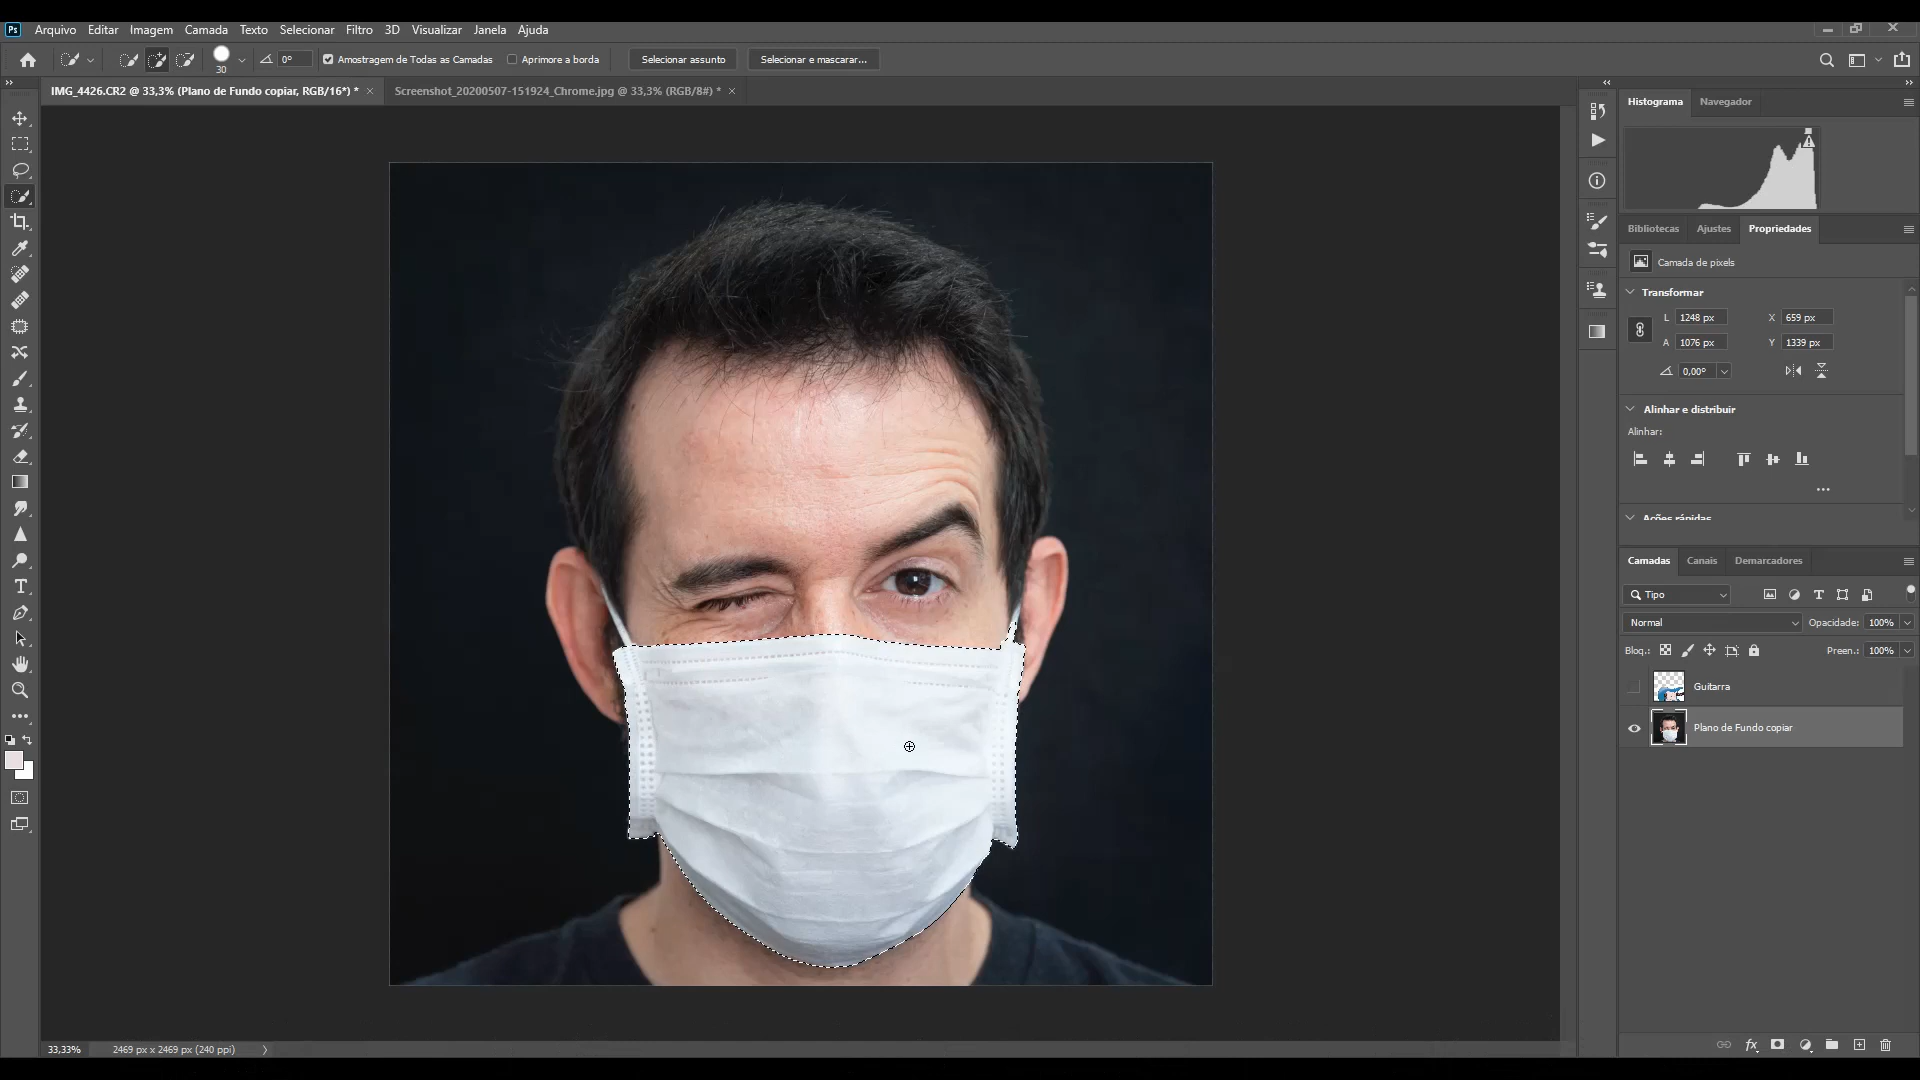 Ps Arquivo Editar Imagem Camada Texto Selecionar Filtro 3D Visualizar Janela Ajuda
30 0° Amostragem de Todas as Camadas Aprimore a borda Selecionar assunto Selecionar e mascarar...
IMG_4426.CR2 @ 33,3% (Plano de Fundo copiar, RGB/16*) * Screenshot_20200507-151924_Chrome.jpg @ 33,3% (RGB/8#) *
Histograma Navegador
Bibliotecas Ajustes Propriedades
Camada de pixels
Transformar
L 1248 px X 659 px
A 1076 px Y 1339 px
0,00°
Alinhar e distribuir
Alinhar:
Ações rápidas
Camadas Canais Demarcadores
Tipo
Normal Opacidade: 100%
Bloq.: Preen.: 100%
Guitarra
Plano de Fundo copiar
33,33% 2469 px x 2469 px (240 ppi)